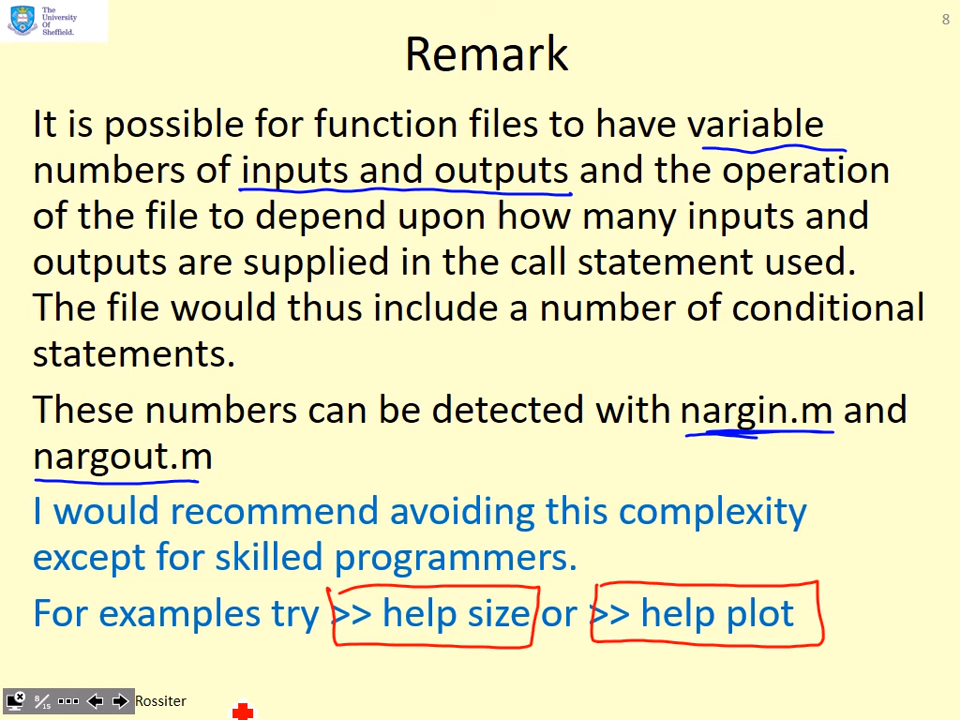 The
University
Of
Sheffield.
8
Remark
It is possible for function files to have variable
numbers of inputs and outputs and the operation
of the file to depend upon how many inputs and
outputs are supplied in the call statement used.
The file would thus include a number of conditional
statements.
These numbers can be detected with nargin.m and
nargout.m
I would recommend avoiding this complexity
except for skilled programmers.
For examples try >> help size or >> help plot
8/15
Rossiter